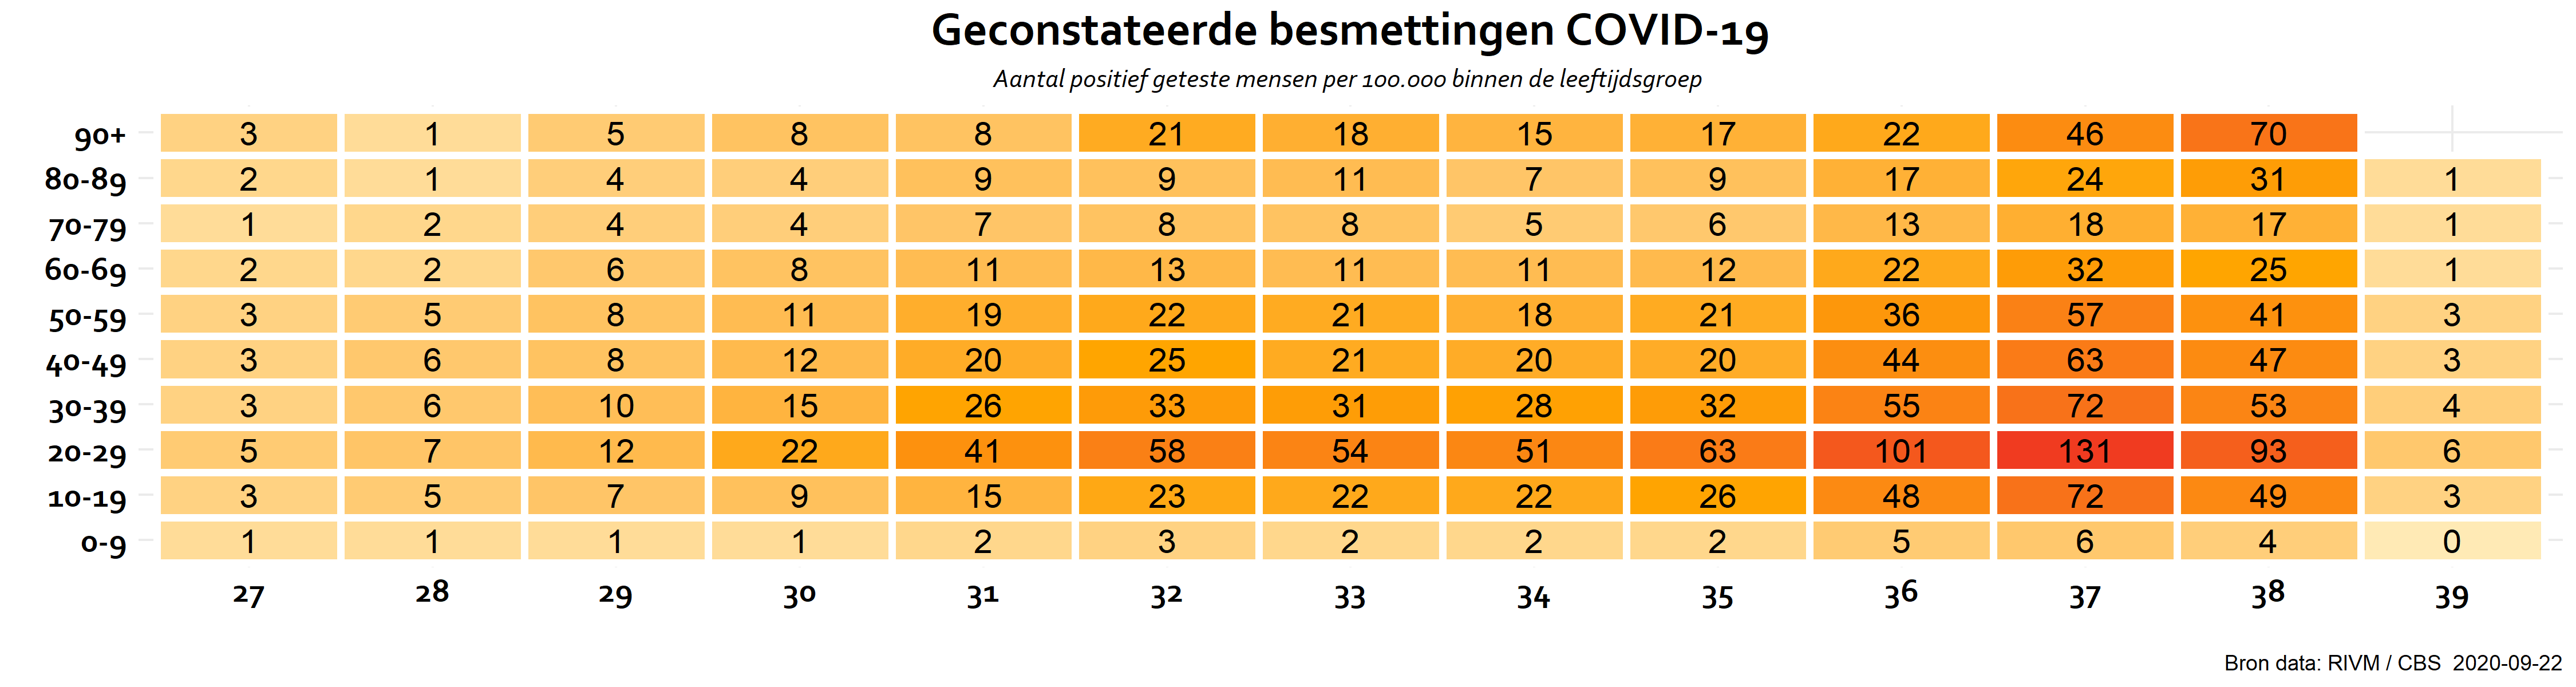 Geconstateerde besmettingen COVID-19
Aantal positief geteste mensen per 100.000 binnen de leeftijdsgroep
90+ 3 1 5 8 8 21 18 15 17 22 46 70
80-89 2 1 4 4 9 9 11 7 9 17 24 31 1
70-79 1 2 4 4 7 8 8 5 6 13 18 17 1
60-69 2 2 6 8 11 13 11 11 12 22 32 25 1
50-59 3 5 8 11 19 22 21 18 21 36 57 41 3
40-49 3 6 8 12 20 25 21 20 20 44 63 47 3
30-39 3 6 10 15 26 33 31 28 32 55 72 53 4
20-29 5 7 12 22 41 58 54 51 63 101 131 93 6
10-19 3 5 7 9 15 23 22 22 26 48 72 49 3
0-9 1 1 1 1 2 3 2 2 2 5 6 4 0
27 28 29 30 31 32 33 34 35 36 37 38 39
Bron data: RIVM / CBS 2020-09-22